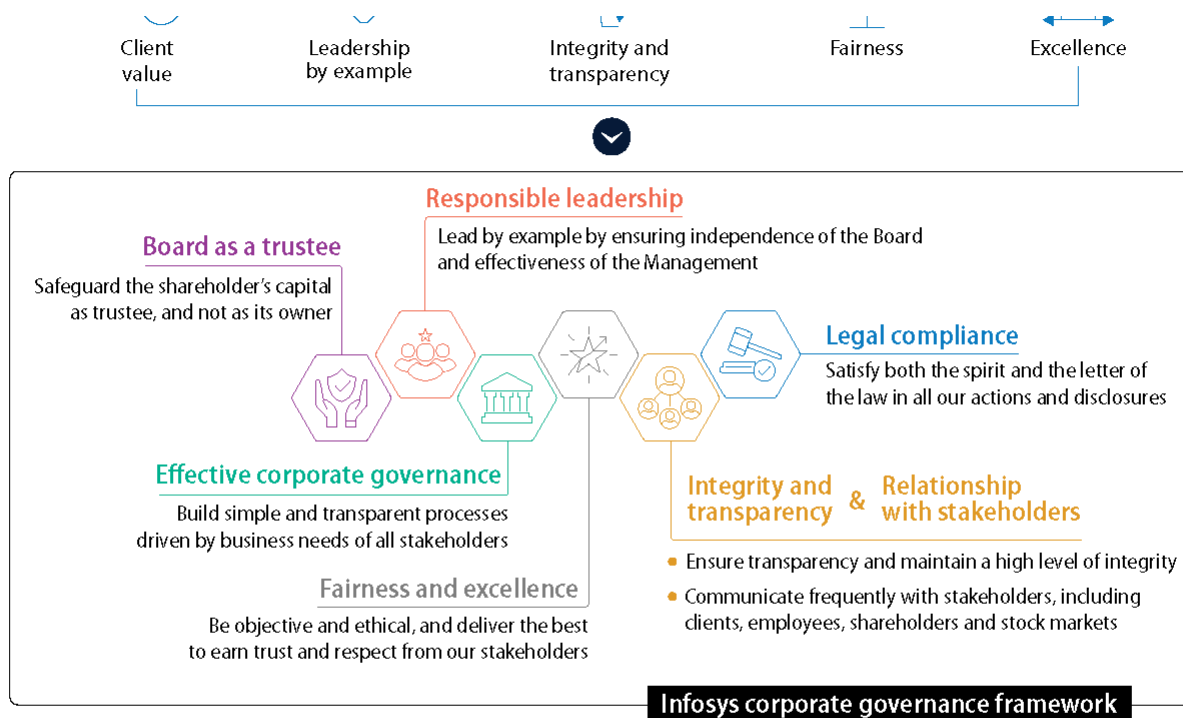 Client
value
Leadership
by example
Integrity and
transparency
Fairness
Excellence
Responsible leadership
Lead by example by ensuring independence of the Board
and effectiveness of the Management
Board as a trustee
Safeguard the shareholder's capital
as trustee, and not as its owner
Legal compliance
Satisfy both the spirit and the letter of
the law in all our actions and disclosures
Effective corporate governance
Build simple and transparent processes
driven by business needs of all stakeholders
Integrity and
transparency
&
Relationship
with stakeholders
• Ensure transparency and maintain a high level of integrity
• Communicate frequently with stakeholders, including
clients, employees, shareholders and stock markets
Fairness and excellence
Be objective and ethical, and deliver the best
to earn trust and respect from our stakeholders
Infosys corporate governance framework